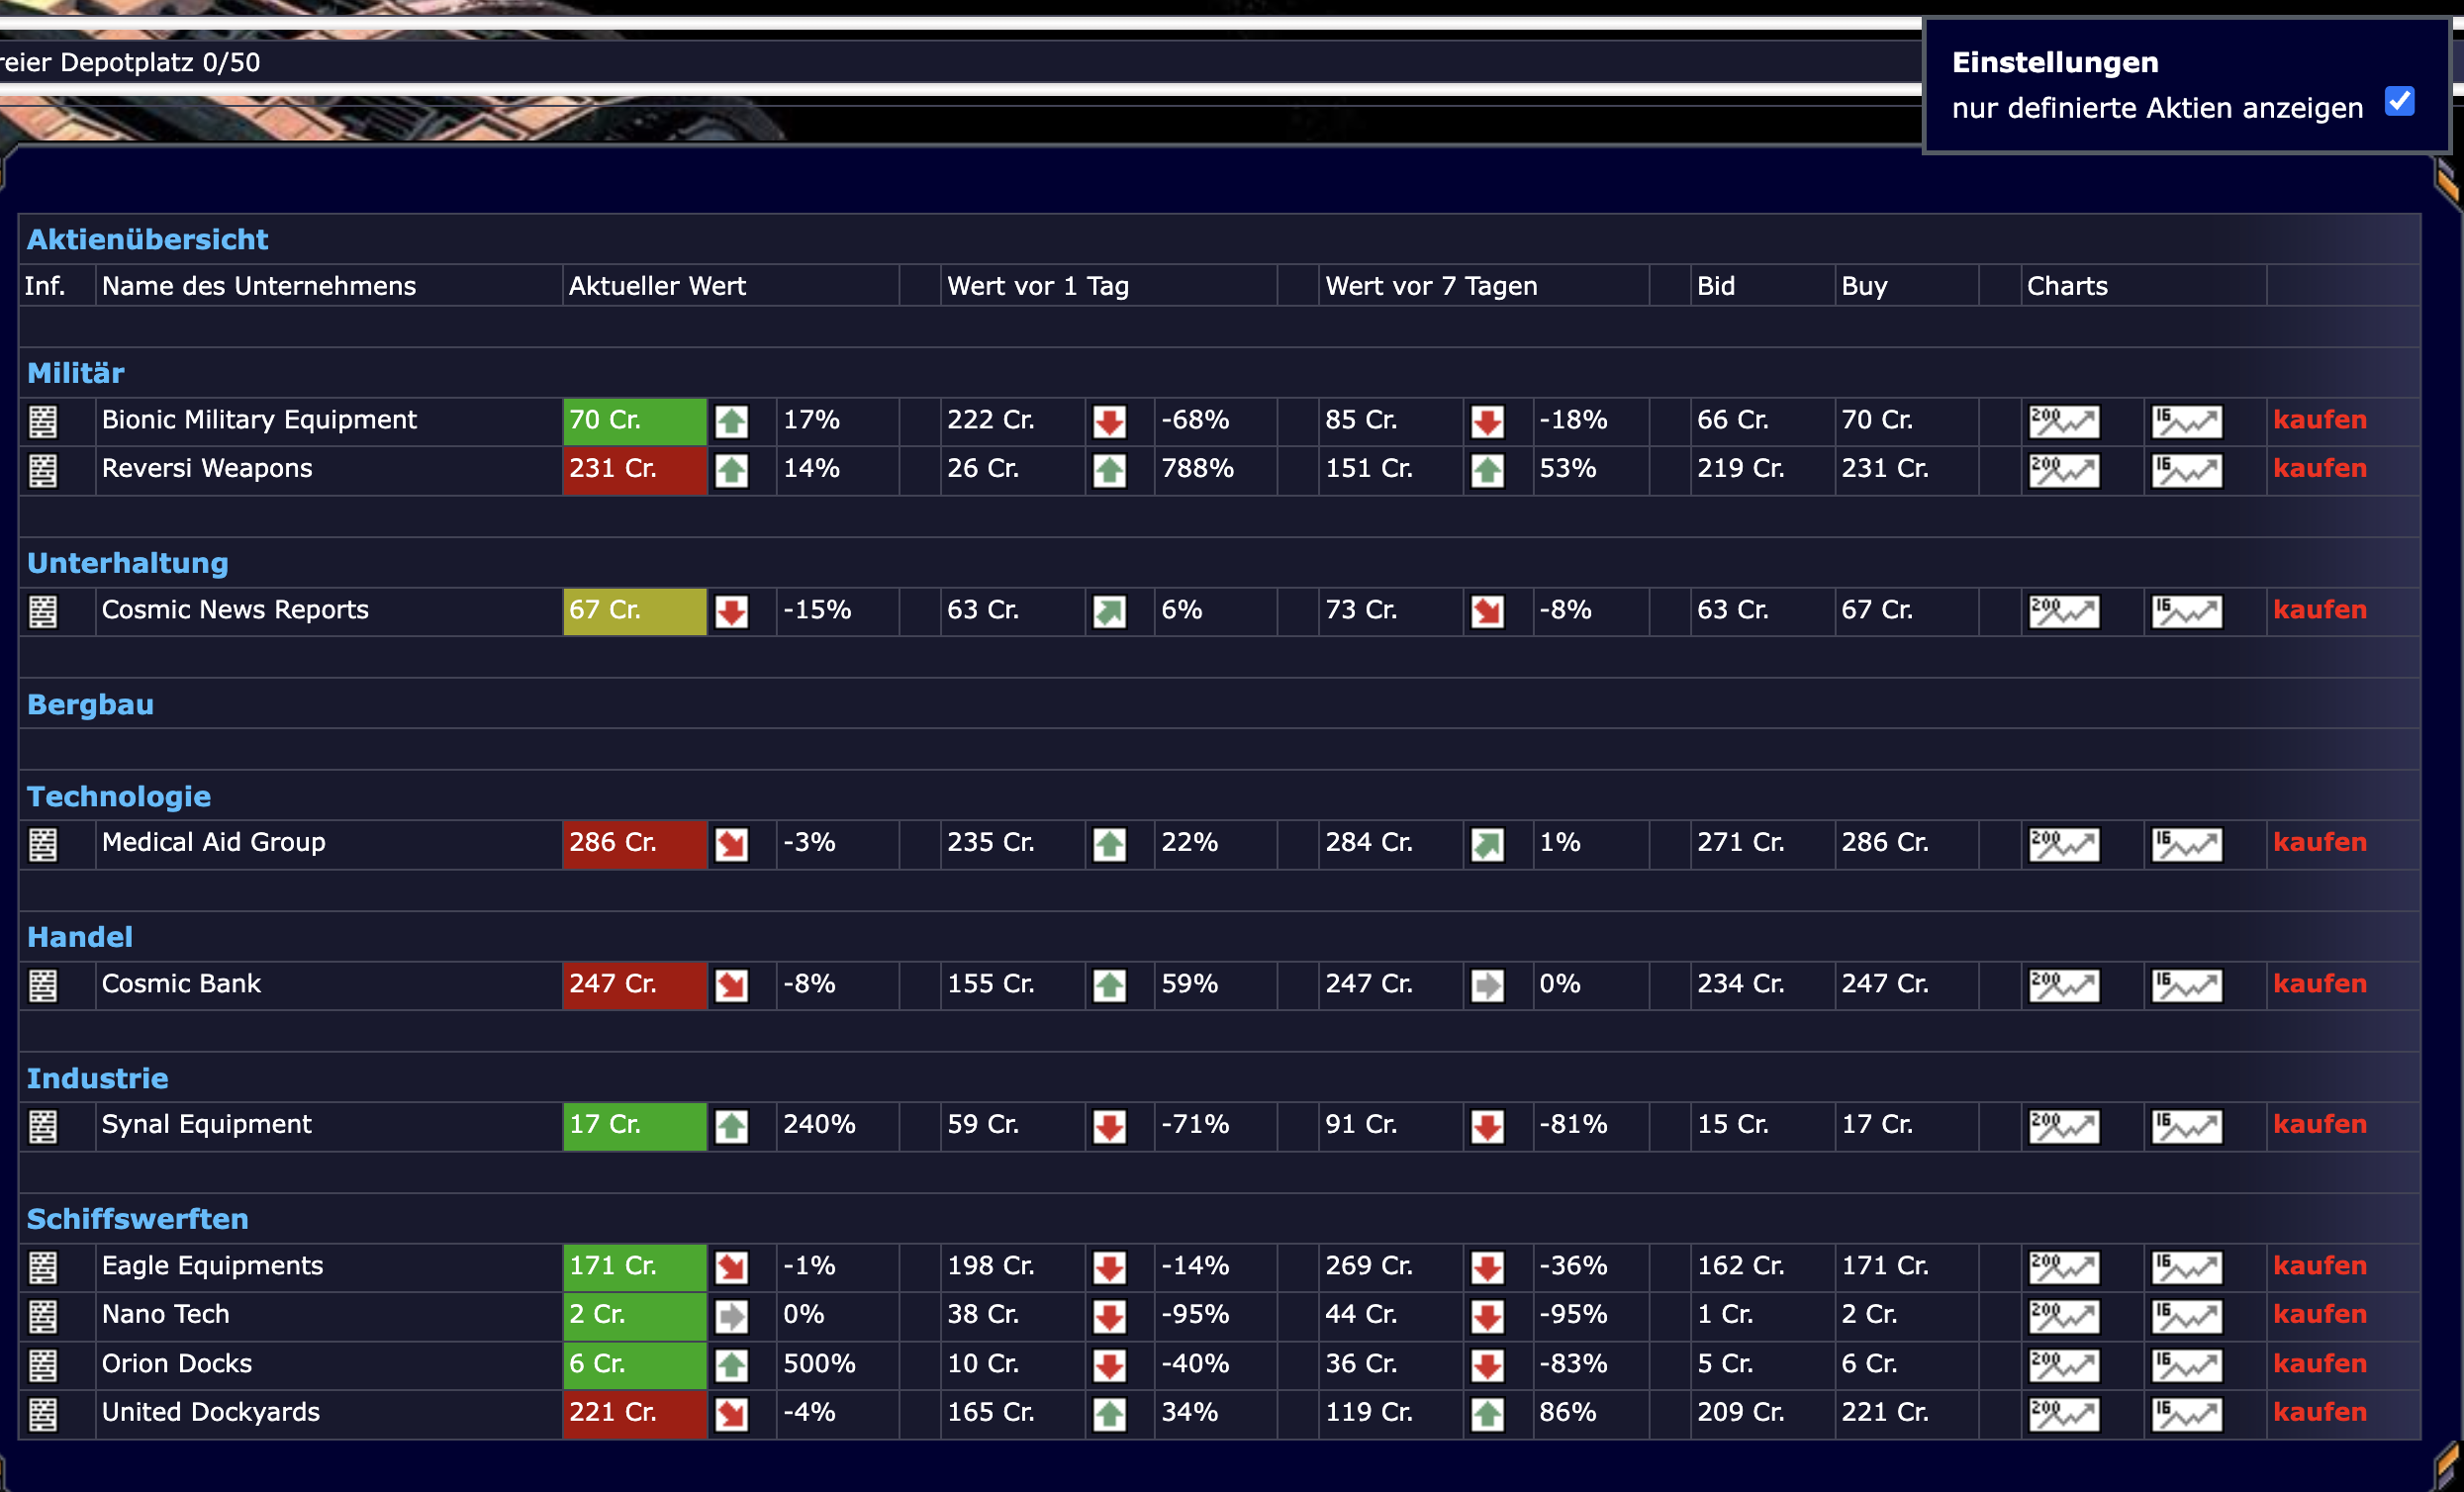 reier Depotplatz 0/50
Einstellungen
nur definierte Aktien anzeigen
Aktienübersicht
Inf. Name des Unternehmens Aktueller Wert Wert vor 1 Tag Wert vor 7 Tagen Bid Buy Charts
Militär
Bionic Military Equipment 70 Cr. 17% 222 Cr. -68% 85 Cr. -18% 66 Cr. 70 Cr. 200 16 kaufen
Reversi Weapons 231 Cr. 14% 26 Cr. 788% 151 Cr. 53% 219 Cr. 231 Cr. 200 16 kaufen
Unterhaltung
Cosmic News Reports 67 Cr. -15% 63 Cr. 6% 73 Cr. -8% 63 Cr. 67 Cr. 200 16 kaufen
Bergbau
Technologie
Medical Aid Group 286 Cr. -3% 235 Cr. 22% 284 Cr. 1% 271 Cr. 286 Cr. 200 16 kaufen
Handel
Cosmic Bank 247 Cr. -8% 155 Cr. 59% 247 Cr. 0% 234 Cr. 247 Cr. 200 16 kaufen
Industrie
Synal Equipment 17 Cr. 240% 59 Cr. -71% 91 Cr. -81% 15 Cr. 17 Cr. 200 16 kaufen
Schiffswerften
Eagle Equipments 171 Cr. -1% 198 Cr. -14% 269 Cr. -36% 162 Cr. 171 Cr. 200 16 kaufen
Nano Tech 2 Cr. 0% 38 Cr. -95% 44 Cr. -95% 1 Cr. 2 Cr. 200 16 kaufen
Orion Docks 6 Cr. 500% 10 Cr. -40% 36 Cr. -83% 5 Cr. 6 Cr. 200 16 kaufen
United Dockyards 221 Cr. -4% 165 Cr. 34% 119 Cr. 86% 209 Cr. 221 Cr. 200 16 kaufen